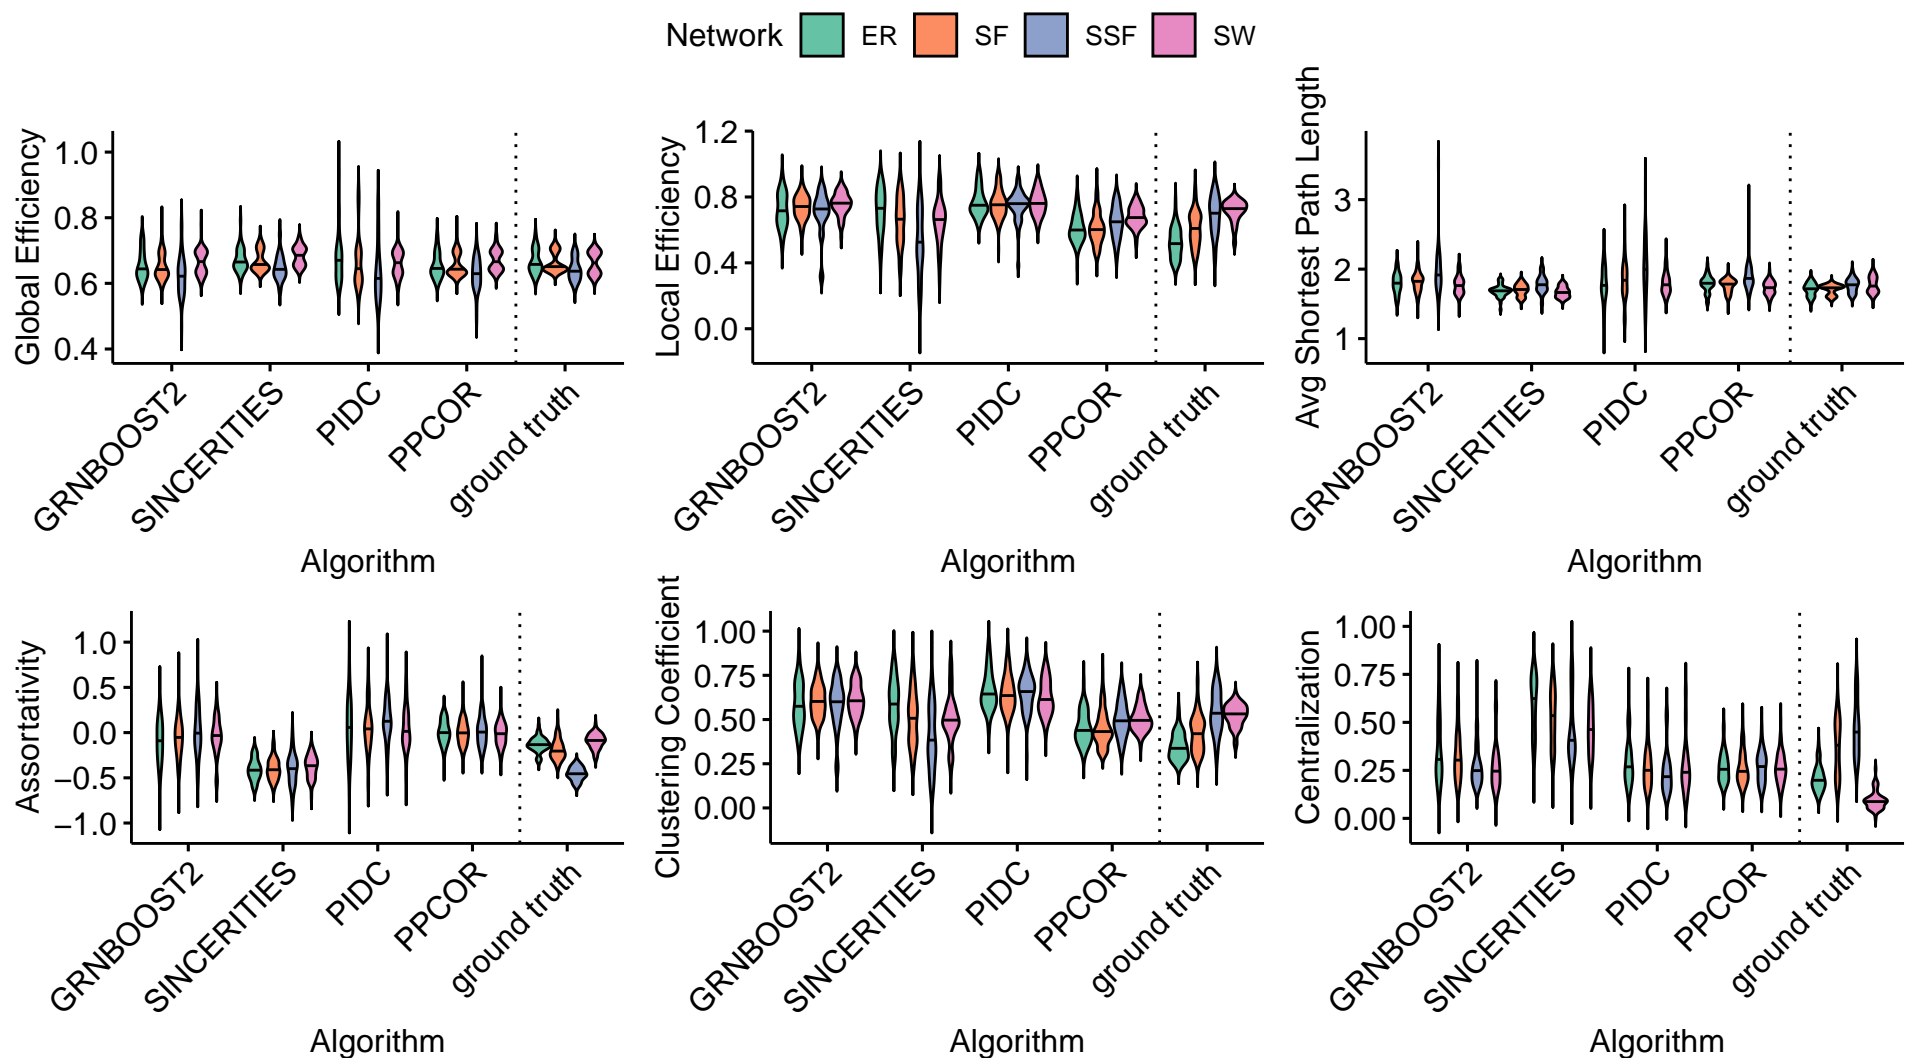 Network ER SF SSF SW
Global Efficiency
1.0
0.8
0.6
0.4
GRNBOOST2
SINCERITIES
PIDC
PPCOR
ground truth
Algorithm
Local Efficiency
1.2
0.8
0.4
0.0
GRNBOOST2
SINCERITIES
PIDC
PPCOR
ground truth
Algorithm
Avg Shortest Path Length
3
2
1
GRNBOOST2
SINCERITIES
PIDC
PPCOR
ground truth
Algorithm
Assortativity
1.0
0.5
0.0
−0.5
−1.0
GRNBOOST2
SINCERITIES
PIDC
PPCOR
ground truth
Algorithm
Clustering Coefficient
1.00
0.75
0.50
0.25
0.00
GRNBOOST2
SINCERITIES
PIDC
PPCOR
ground truth
Algorithm
Centralization
1.00
0.75
0.50
0.25
0.00
GRNBOOST2
SINCERITIES
PIDC
PPCOR
ground truth
Algorithm